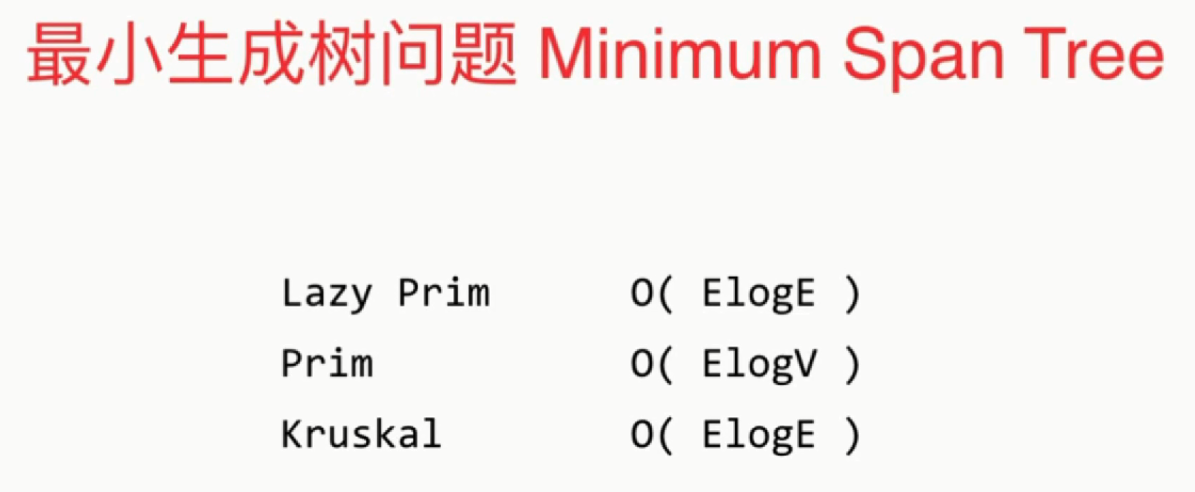 最小生成树问题 Minimum Span Tree
Lazy Prim O( ElogE )
Prim O( ElogV )
Kruskal O( ElogE )